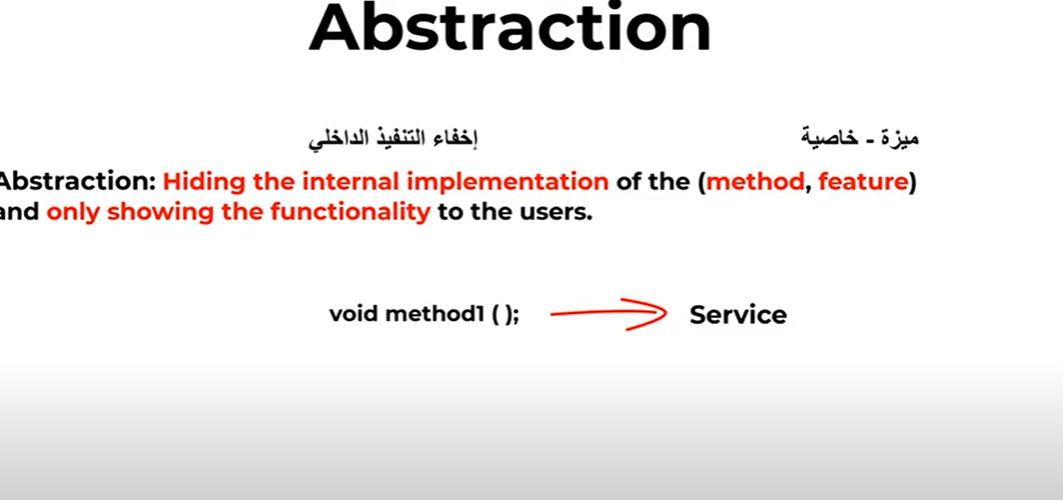 Abstraction
إخفاء التنفيذ الداخلي
ميزة - خاصية
Abstraction: Hiding the internal implementation of the (method, feature)
and only showing the functionality to the users.
void method1 ( );
Service